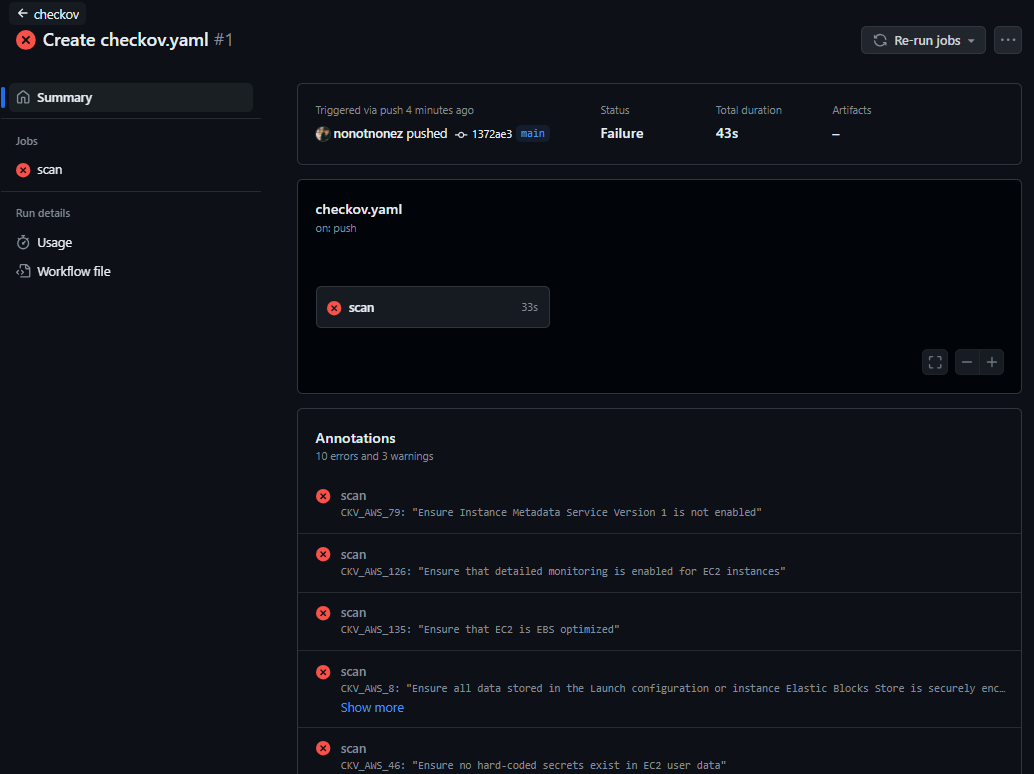 checkov
Create checkov.yaml #1
Re-run jobs
Summary
Jobs
scan
Run details
Usage
Workflow file
Triggered via push 4 minutes ago
nonotnonez pushed 1372ae3 main
Status
Failure
Total duration
43s
Artifacts
–
checkov.yaml
on: push
scan 33s
Annotations
10 errors and 3 warnings
scan
CKV_AWS_79: "Ensure Instance Metadata Service Version 1 is not enabled"
scan
CKV_AWS_126: "Ensure that detailed monitoring is enabled for EC2 instances"
scan
CKV_AWS_135: "Ensure that EC2 is EBS optimized"
scan
CKV_AWS_8: "Ensure all data stored in the Launch configuration or instance Elastic Blocks Store is securely enc…
Show more
scan
CKV_AWS_46: "Ensure no hard-coded secrets exist in EC2 user data"